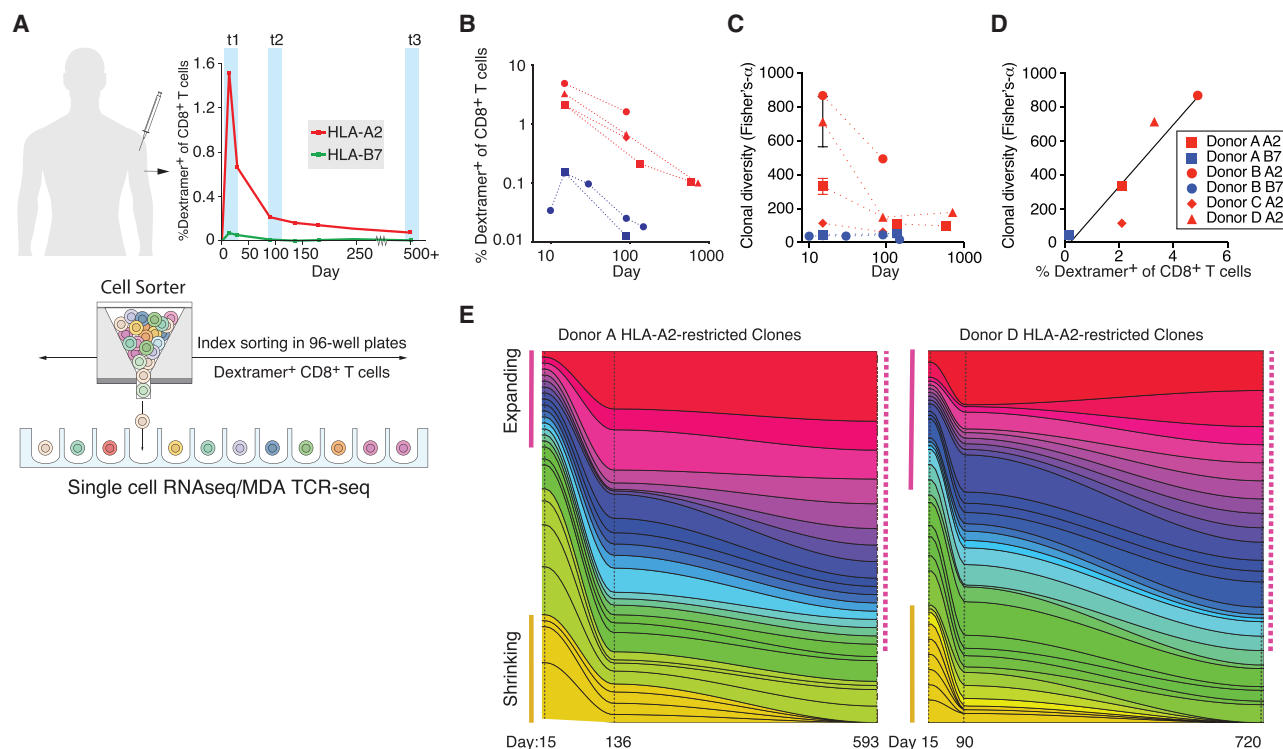 A
t1
t2
t3
%Dextramer+ of CD8+ T cells
1.6
1.2
0.8
0.4
0
HLA-A2
HLA-B7
0
50
100
150
250
500+
Day
Cell Sorter
Index sorting in 96-well plates
Dextramer+ CD8+ T cells
Single cell RNAseq/MDA TCR-seq
B
% Dextramer+ of CD8+ T cells
10
1
0.1
0.01
10
100
1000
Day
C
Clonal diversity (Fisher's-α)
1000
800
600
400
200
0
10
100
1000
Day
D
Clonal diversity (Fisher's-α)
1000
800
600
400
200
0
0
2
4
6
% Dextramer+ of CD8+ T cells
Donor A A2
Donor A B7
Donor B A2
Donor B B7
Donor C A2
Donor D A2
E
Donor A HLA-A2-restricted Clones
Donor D HLA-A2-restricted Clones
Expanding
Shrinking
Day:15
136
593
Day 15
90
720